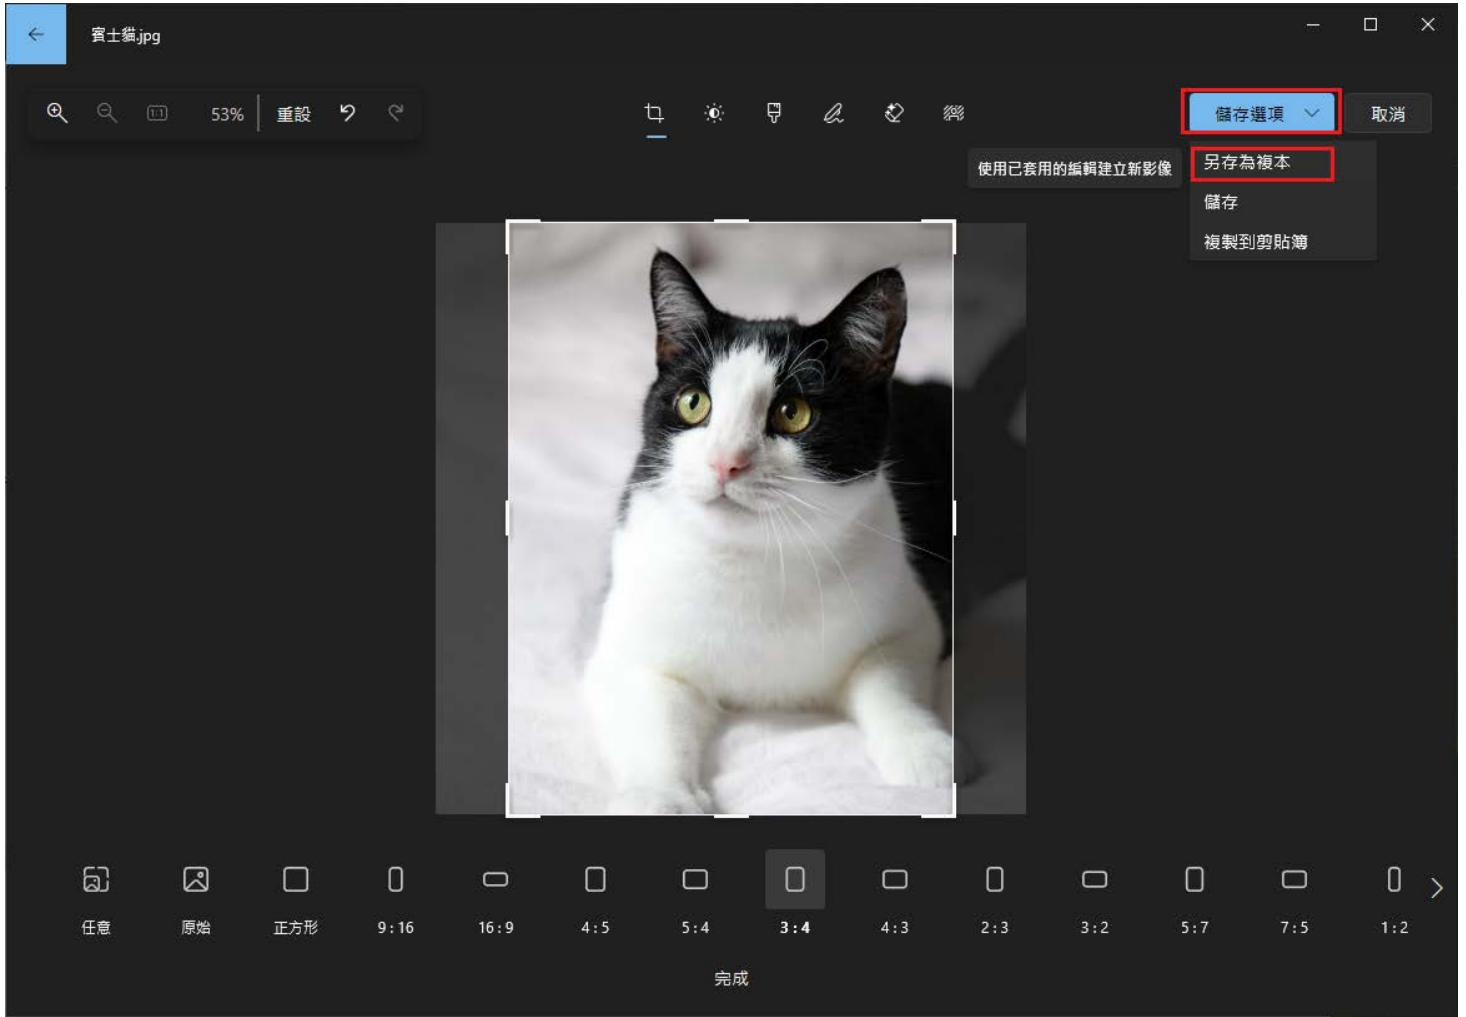 賓士貓.jpg
53%
重設
儲存選項
取消
使用已套用的編輯建立新影像
另存為複本
儲存
複製到剪貼簿
任意
原始
正方形
9:16
16:9
4:5
5:4
3:4
4:3
2:3
3:2
5:7
7:5
1:2
完成